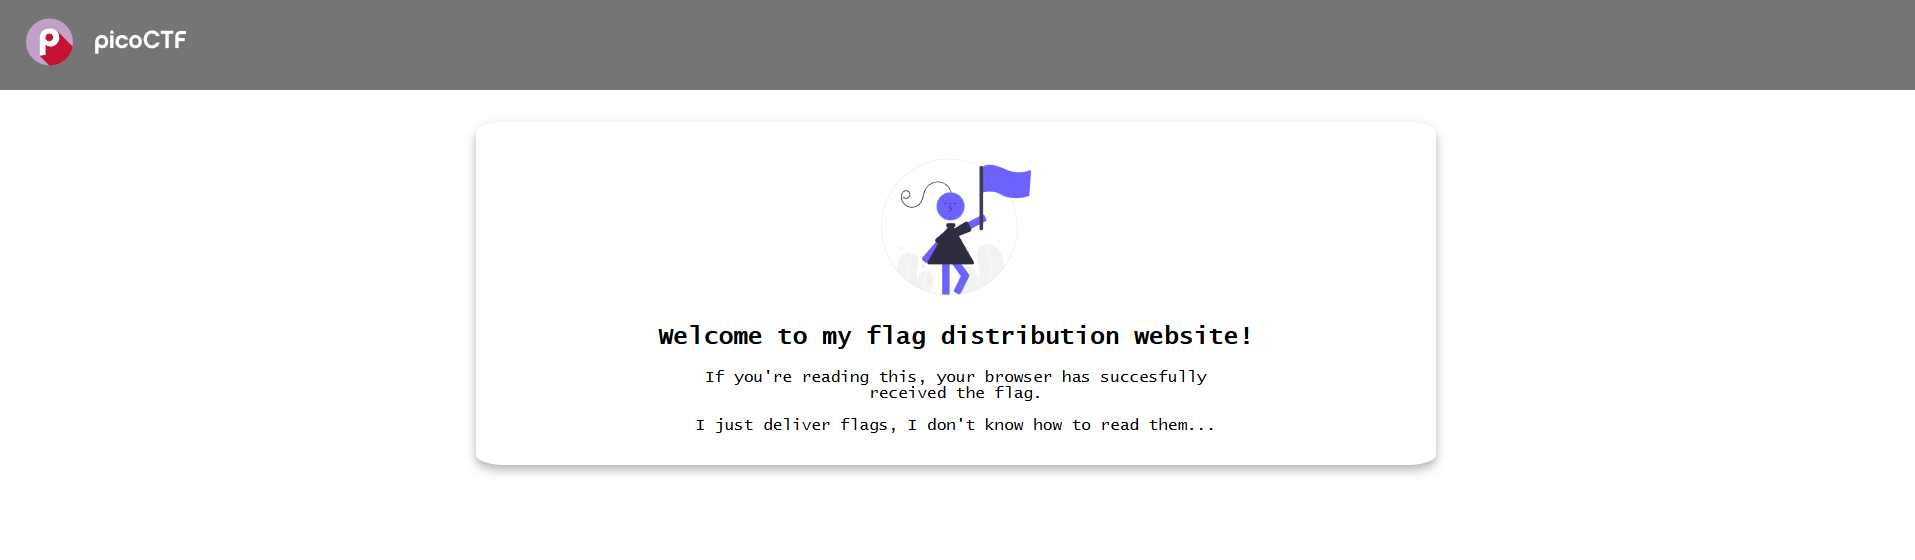 picoCTF
Welcome to my flag distribution website!
If you're reading this, your browser has succesfully
received the flag.
I just deliver flags, I don't know how to read them...